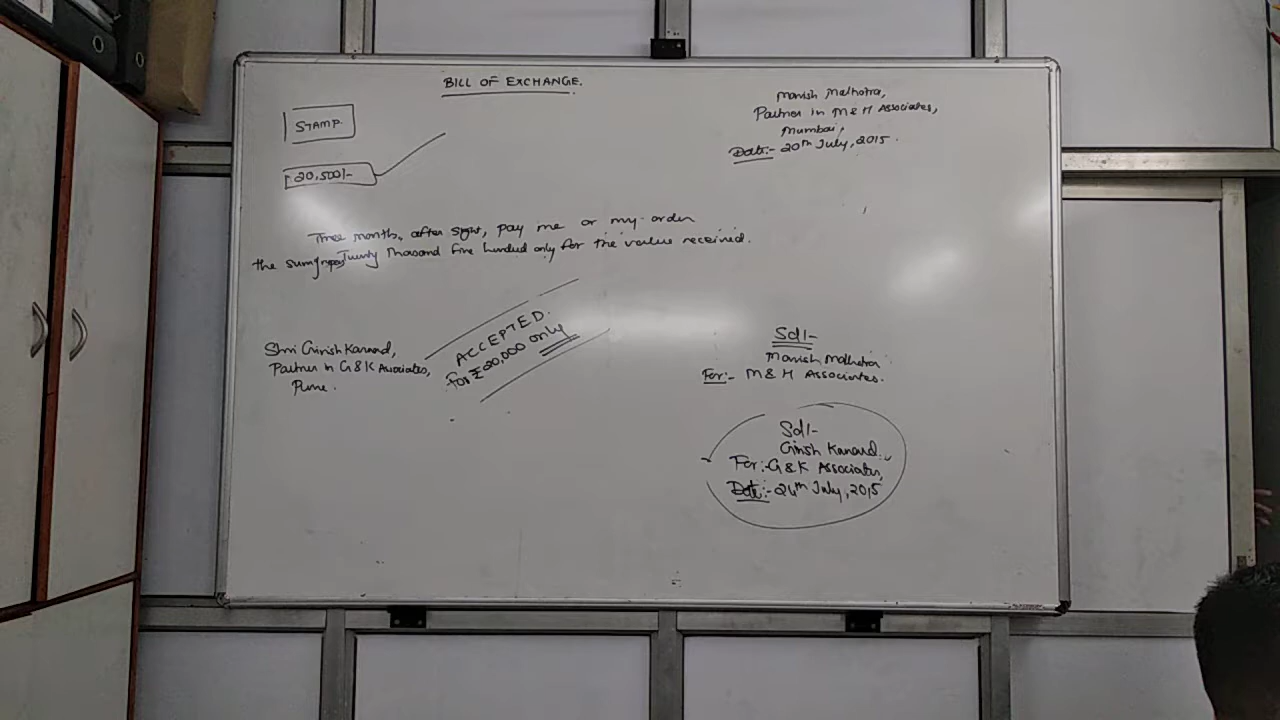 BILL OF EXCHANGE.
STAMP
20,500/-
Manish Malhotra,
Partner in M & M Associates,
Mumbai,
Date:- 20th July, 2015.
Three months, after sight, pay me or my order
the sum of rupees Twenty Thousand five hundred only for the value received.
Shri Girish Karnad,
Partner in G & K Associates,
Pune.
ACCEPTED.
For ₹20,000 only
Sd/-
Manish Malhotra
For:- M & M Associates.
Sd/-
Girish Karnad.
For:- G & K Associates,
Date:- 24th July, 2015